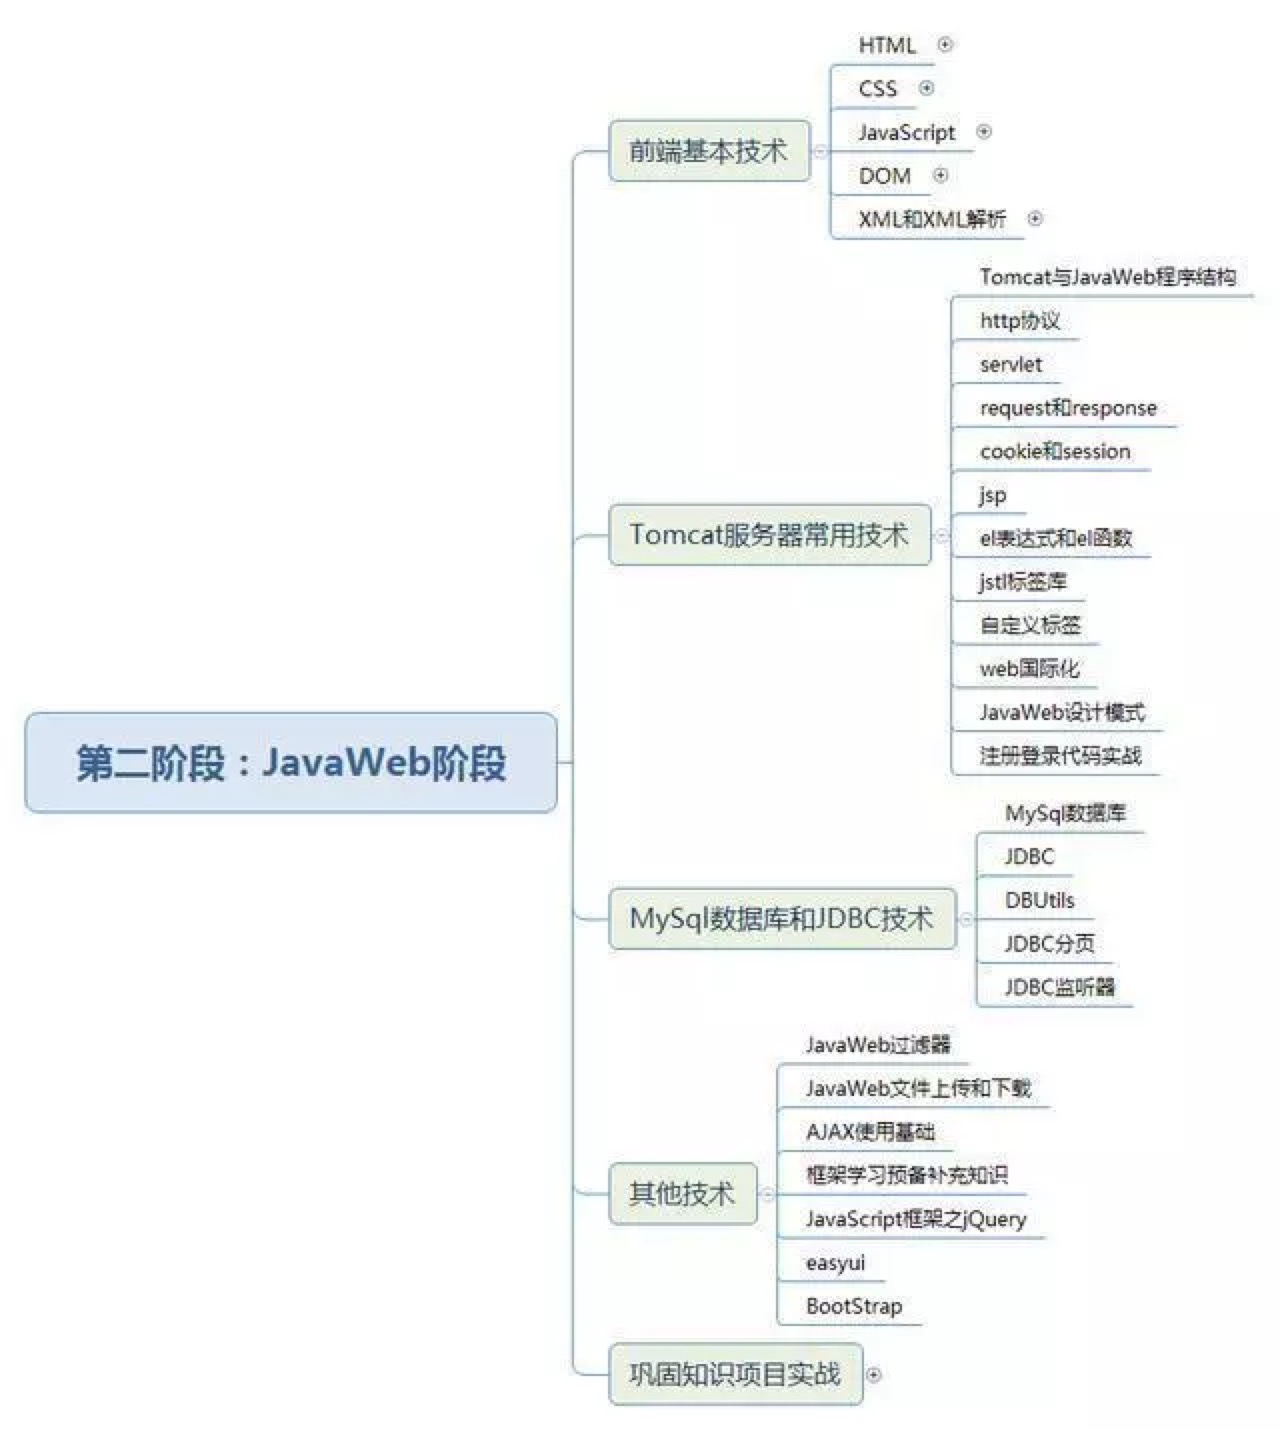 第二阶段：JavaWeb阶段
前端基本技术
HTML
CSS
JavaScript
DOM
XML和XML解析
Tomcat服务器常用技术
Tomcat与JavaWeb程序结构
http协议
servlet
request和response
cookie和session
jsp
el表达式和el函数
jstl标签库
自定义标签
web国际化
JavaWeb设计模式
注册登录代码实战
MySql数据库和JDBC技术
MySql数据库
JDBC
DBUtils
JDBC分页
JDBC监听器
其他技术
JavaWeb过滤器
JavaWeb文件上传和下载
AJAX使用基础
框架学习预备补充知识
JavaScript框架之jQuery
easyui
BootStrap
巩固知识项目实战